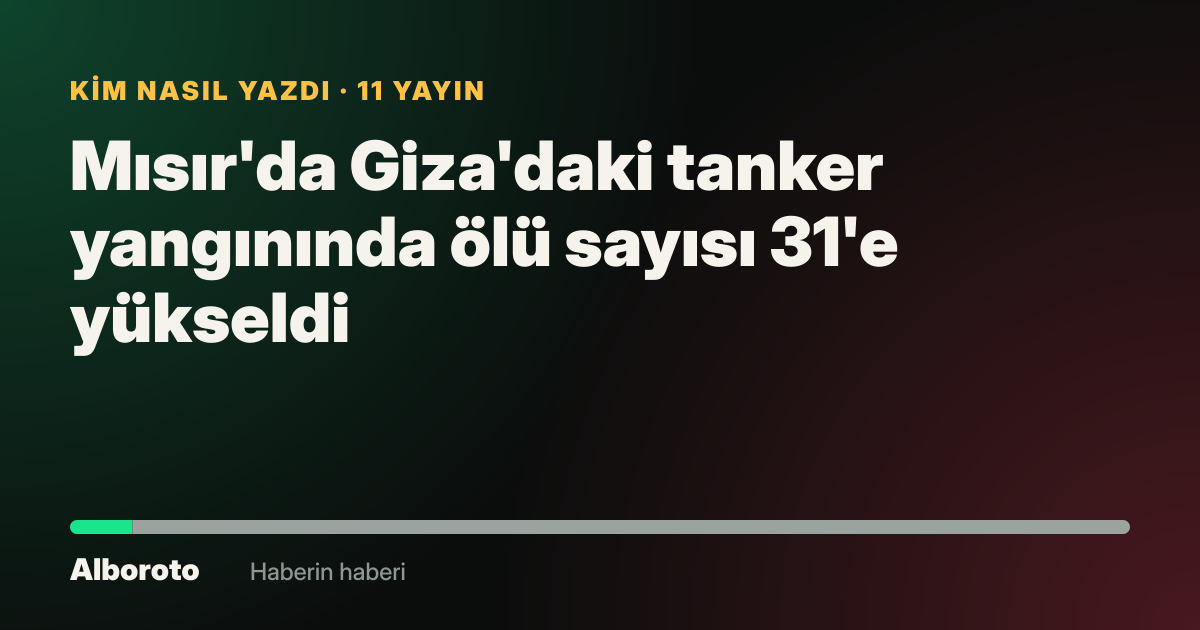 KİM NASIL YAZDI · 11 YAYIN
Mısır'da Giza'daki tanker
yangınında ölü sayısı 31'e
yükseldi
Alboroto
Haberin haberi